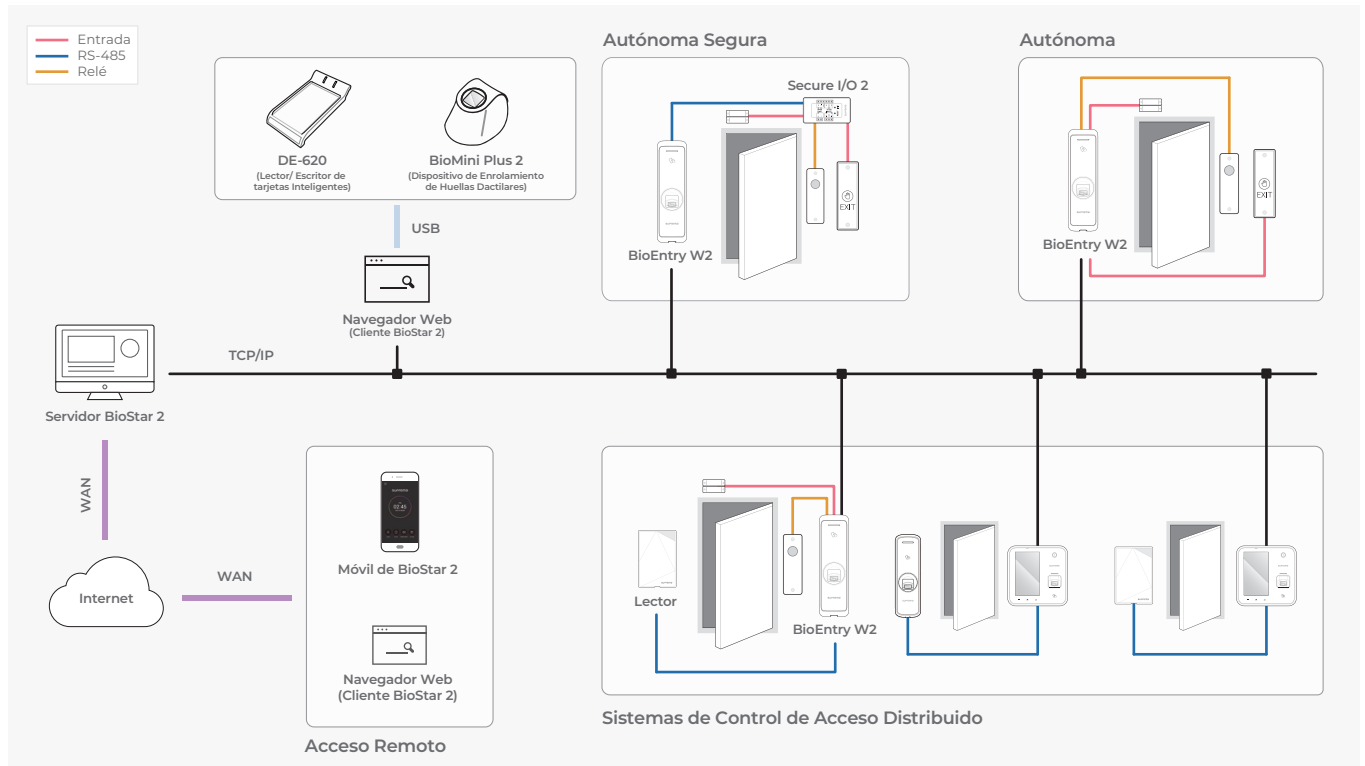 Entrada
RS-485
Relé
DE-620
(Lector/ Escritor de
tarjetas Inteligentes)
BioMini Plus 2
(Dispositivo de Enrolamiento
de Huellas Dactilares)
USB
Navegador Web
(Cliente BioStar 2)
Autónoma Segura
Secure I/O 2
EXIT
BioEntry W2
Autónoma
EXIT
BioEntry W2
TCP/IP
Servidor BioStar 2
WAN
Internet
WAN
02:45
Móvil de BioStar 2
Navegador Web
(Cliente BioStar 2)
Acceso Remoto
Lector
BioEntry W2
Sistemas de Control de Acceso Distribuido